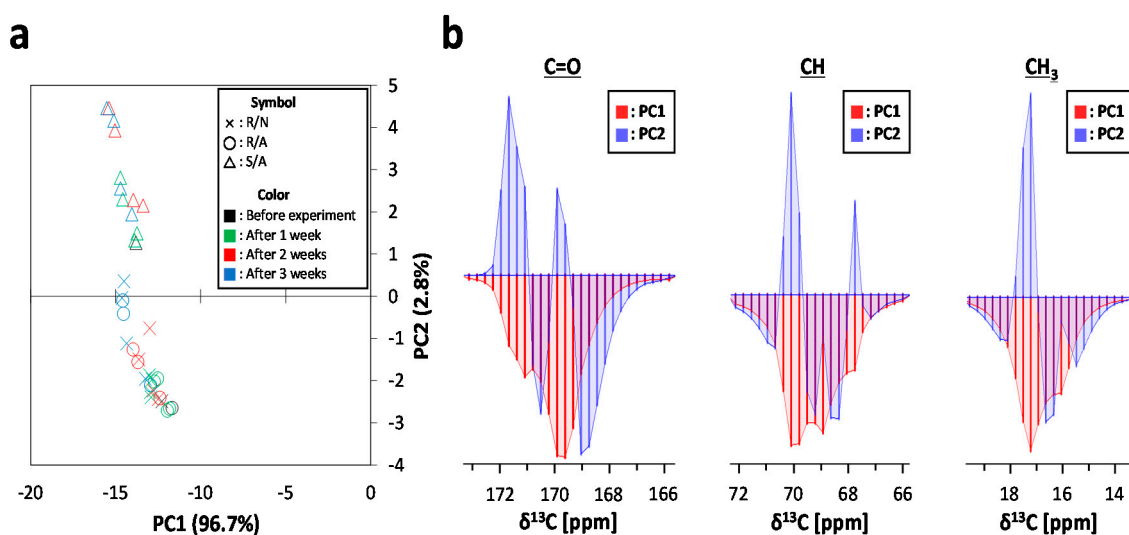 a
Symbol
× : R/N
○ : R/A
△ : S/A
Color
■ : Before experiment
■ : After 1 week
■ : After 2 weeks
■ : After 3 weeks
5
4
3
2
1
0
-1
-2
-3
-4
PC2 (2.8%)
-20 -15 -10 -5 0
PC1 (96.7%)
b
C=O
: PC1
: PC2
172 170 168 166
δ¹³C [ppm]
CH
: PC1
: PC2
72 70 68 66
δ¹³C [ppm]
CH₃
: PC1
: PC2
18 16 14
δ¹³C [ppm]